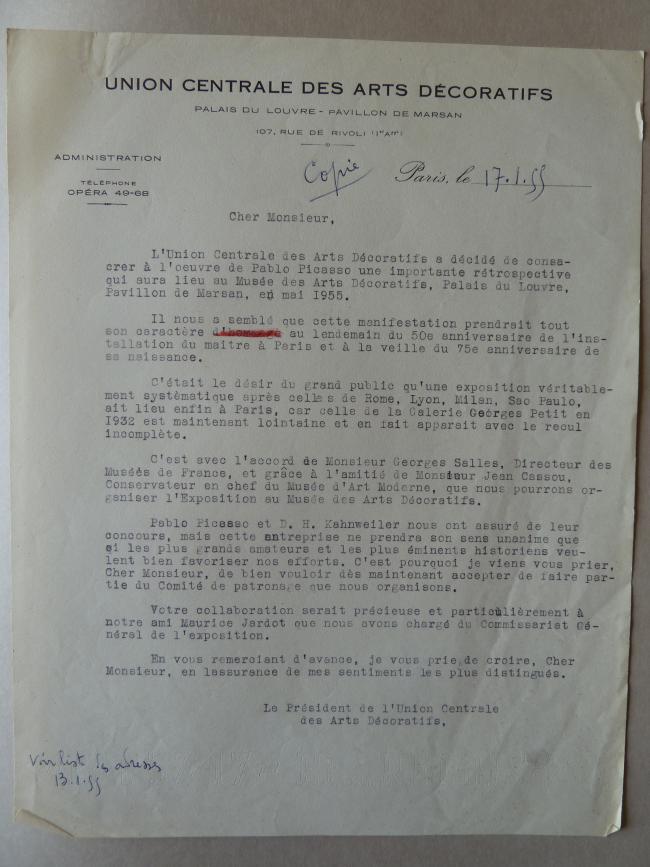 UNION CENTRALE DES ARTS DÉCORATIFS
PALAIS DU LOUVRE - PAVILLON DE MARSAN
107, RUE DE RIVOLI (1er Arrt)
ADMINISTRATION
TÉLÉPHONE
OPÉRA 49-68
Copie
Paris, le 17.1.55
Cher Monsieur,
L'Union Centrale des Arts Décoratifs a décidé de consa-
crer à l'oeuvre de Pablo Picasso une importante rétrospective
qui aura lieu au Musée des Arts Décoratifs, Palais du Louvre,
Pavillon de Marsan, en mai I955.
Il nous a semblé que cette manifestation prendrait tout
son caractère d'hommage au lendemain du 50e anniversaire de l'ins-
tallation du maitre à Paris et à la veille du 75e anniversaire de
sa naissance.
C'était le désir du grand public qu'une exposition véritable-
ment systématique après celles de Rome, Lyon, Milan, Sao Paulo,
ait lieu enfin à Paris, car celle de la Galerie Georges Petit en
I932 est maintenant lointaine et en fait apparait avec le recul
incomplète.
C'est avec l'accord de Monsieur Georges Salles, Directeur des
Musées de France, et grâce à l'amitié de Monsieur Jean Cassou,
Conservateur en chef du Musée d'Art Moderne, que nous pourrons or-
ganiser l'Exposition au Musée des Arts Décoratifs.
Pablo Picasso et D. H. Kahnweiler nous ont assuré de leur
concours, mais cette entreprise ne prendra son sens unanime que
si les plus grands amateurs et les plus éminents historiens veu-
lent bien favoriser nos efforts. C'est pourquoi je viens vous prier,
Cher Monsieur, de bien vouloir dès maintenant accepter de faire par-
tie du Comité de patronage que nous organisons.
Votre collaboration serait précieuse et particulièrement à
notre ami Maurice Jardot que nous avons chargé du Commissariat Gé-
néral de l'exposition.
En vous remerciant d'avance, je vous prie de croire, Cher
Monsieur, en lassurance de mes sentiments les plus distingués.
Le Président de l'Union Centrale
des Arts Décoratifs,
Voir list des adresses
13.1.55